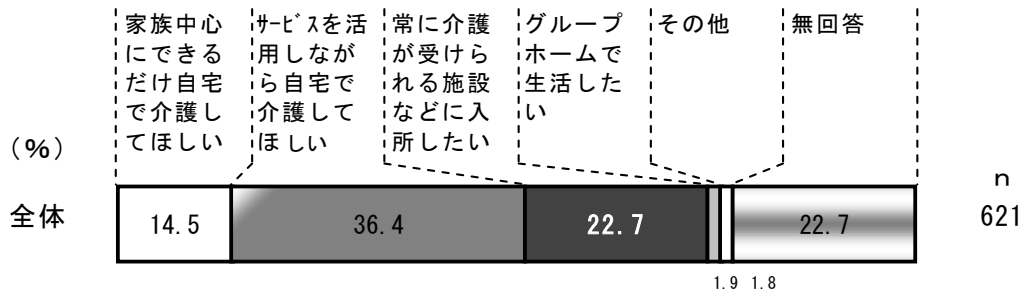 家族中心
にできる
だけ自宅
で介護し
てほしい
ｻｰﾋﾞｽを活
用しなが
ら自宅で
介護して
ほしい
常に介護
が受けら
れる施設
などに入
所したい
グループ
ホームで
生活した
い
その他
無回答
(%)
全体
14.5
36.4
22.7
22.7
1.9 1.8
n
621